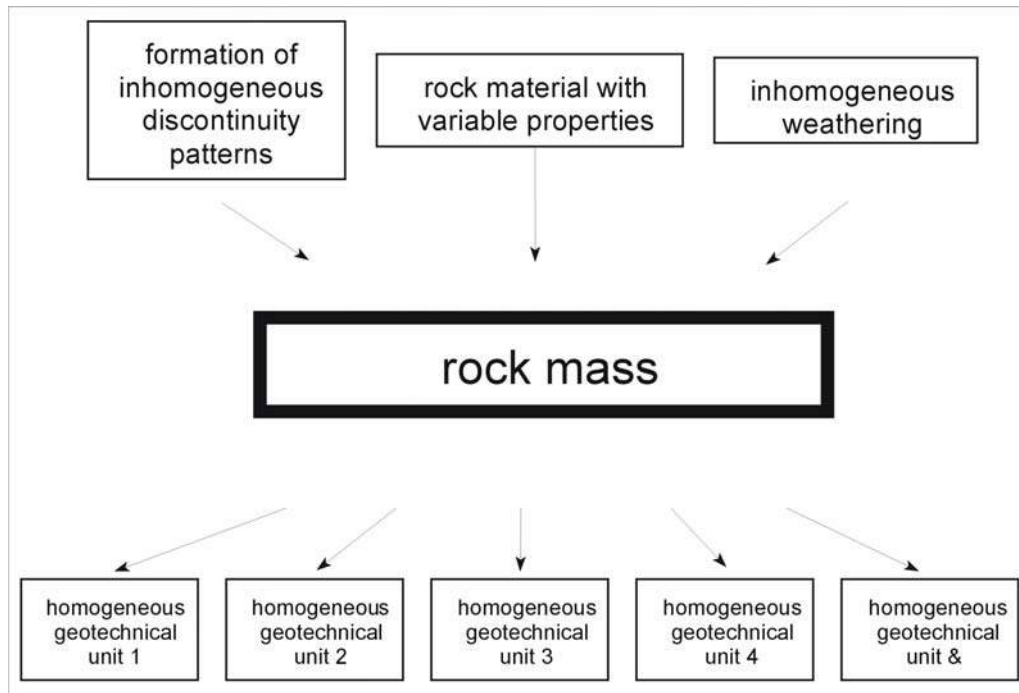 formation of
inhomogeneous
discontinuity
patterns
rock material with
variable properties
inhomogeneous
weathering
rock mass
homogeneous
geotechnical
unit 1
homogeneous
geotechnical
unit 2
homogeneous
geotechnical
unit 3
homogeneous
geotechnical
unit 4
homogeneous
geotechnical
unit &